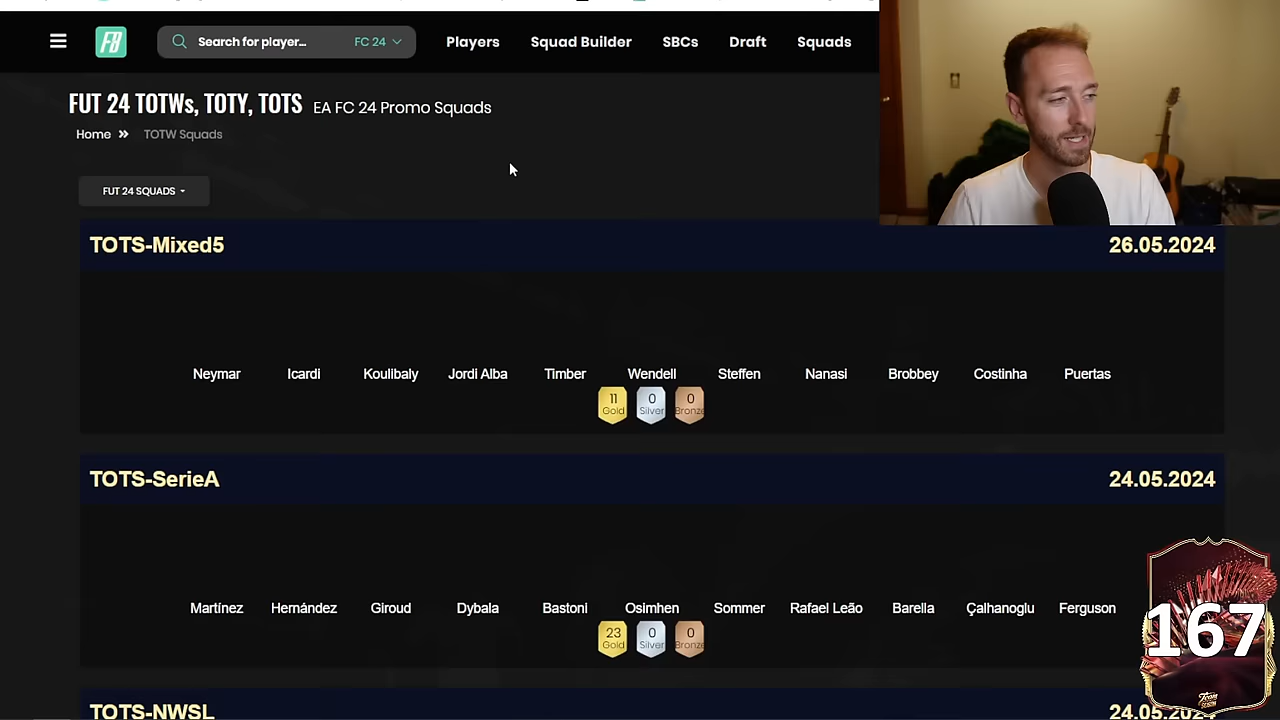 FB
Search for player...
FC 24
Players
Squad Builder
SBCs
Draft
Squads
FUT 24 TOTWs, TOTY, TOTS
EA FC 24 Promo Squads
Home
TOTW Squads
FUT 24 SQUADS
TOTS-Mixed5
26.05.2024
Neymar
Icardi
Koulibaly
Jordi Alba
Timber
Wendell
Steffen
Nanasi
Brobbey
Costinha
Puertas
11
Gold
0
Silver
0
Bronze
TOTS-SerieA
24.05.2024
Martínez
Hernández
Giroud
Dybala
Bastoni
Osimhen
Sommer
Rafael Leão
Barella
Çalhanoglu
Ferguson
23
Gold
0
Silver
0
Bronze
167
TOTS-NWSL
24.05.202